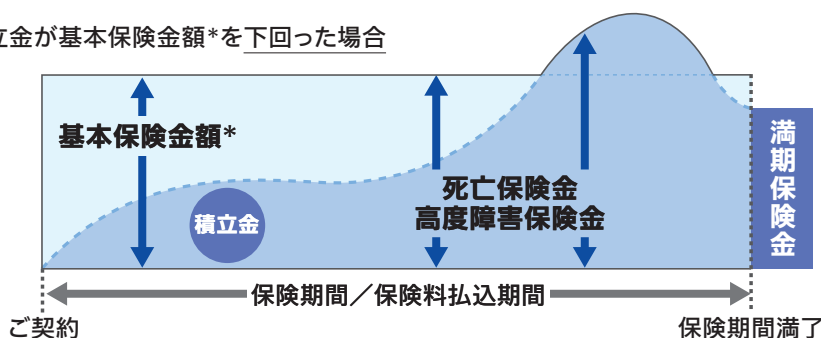 立金が基本保険金額*を下回った場合
基本保険金額*
積立金
死亡保険金
高度障害保険金
満期保険金
保険期間/保険料払込期間
ご契約
保険期間満了